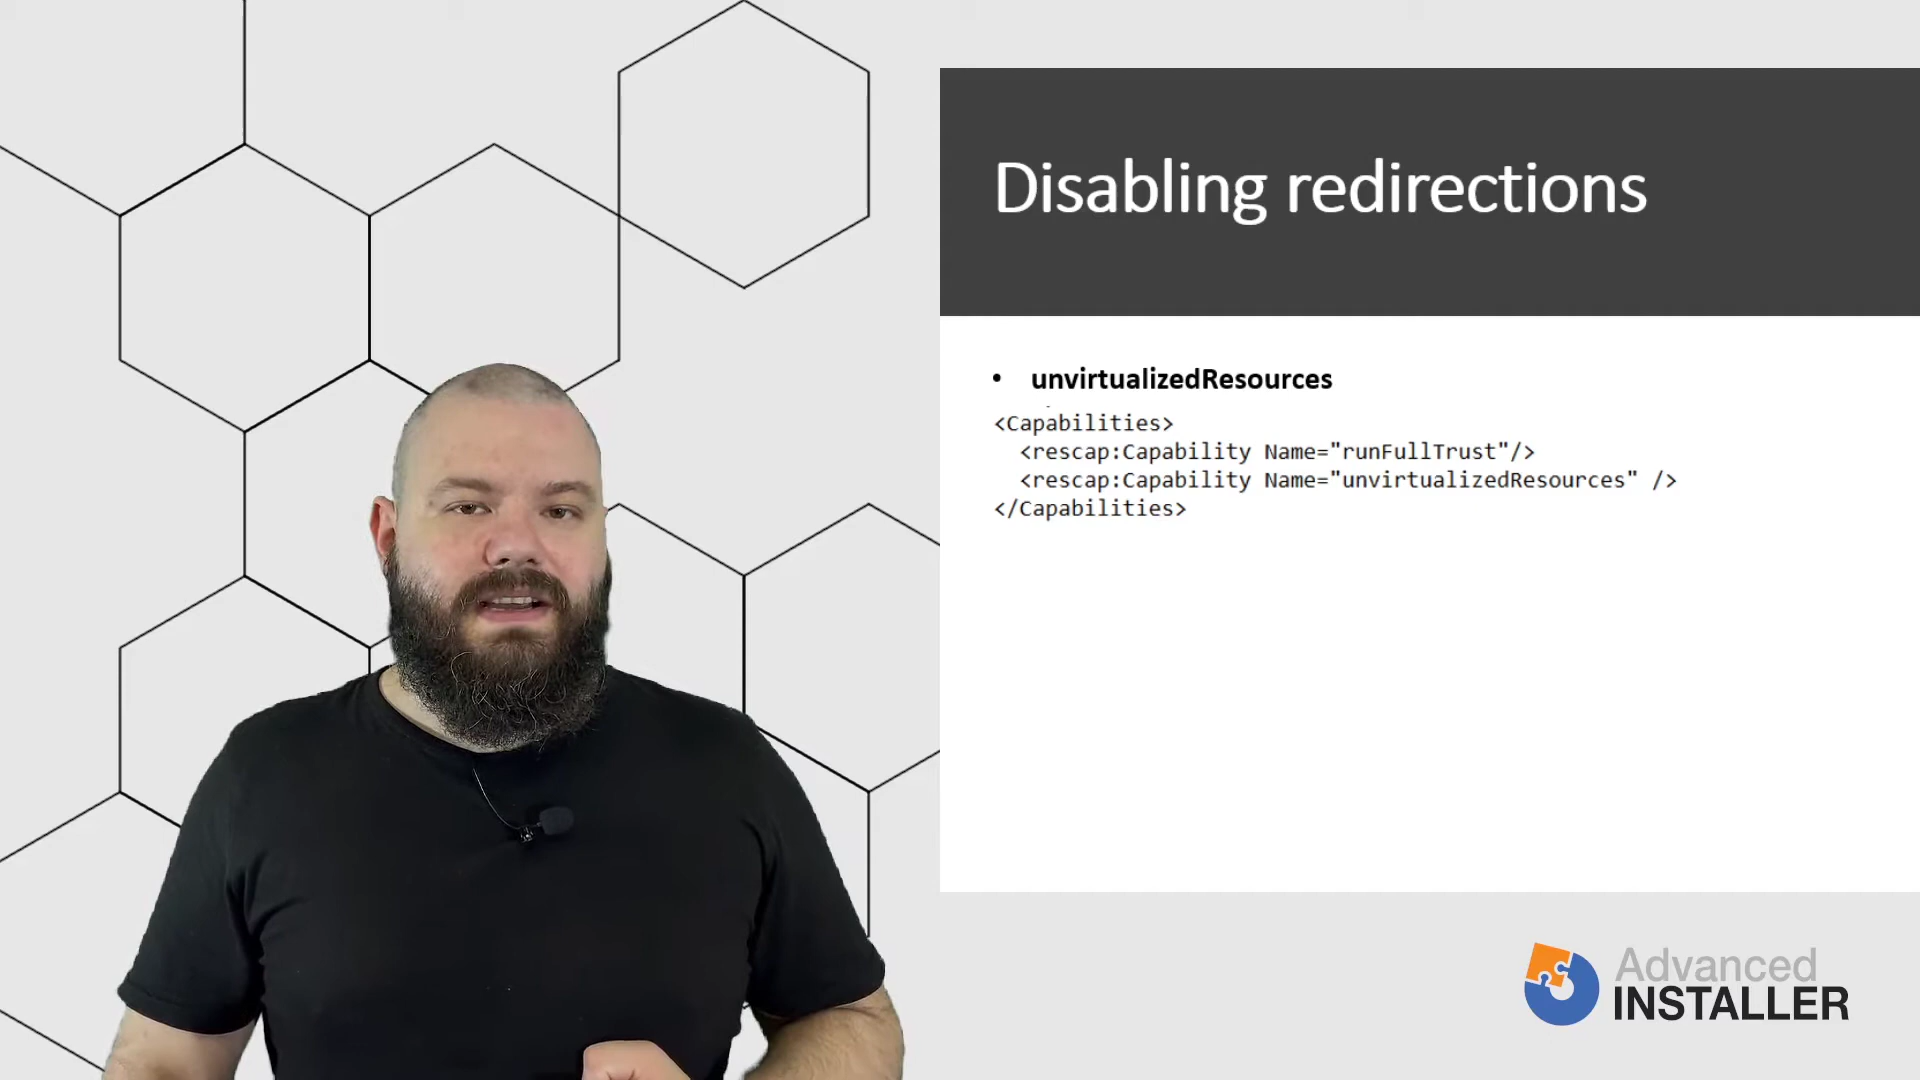 Disabling redirections
• unvirtualizedResources
<Capabilities>
<rescap:Capability Name="runFullTrust"/>
<rescap:Capability Name="unvirtualizedResources" />
</Capabilities>
Advanced
INSTALLER